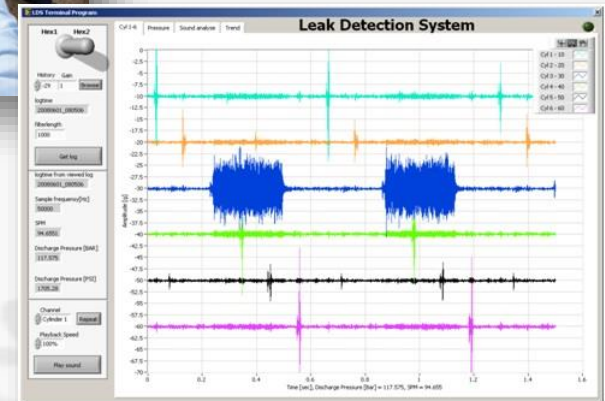 LDS Terminal Program
Leak Detection System
Hex1 Hex2
Cyl 1-6 Pressure Sound analyse Trend
History Gain
-29 1 Browse
logtime
20080601_080506
filterlength
1000
Get log
logtime from viewed log
20080601_080506
Sample frequency[Hz]
50000
SPM
94.6551
Discharge Pressure [BAR]
117.575
Discharge Pressure [PSI]
1705.28
Channel
Cylinder 1 Repeat
Playback Speed
100%
Play sound
Cyl 1 - 10
Cyl 2 - 20
Cyl 3 - 30
Cyl 4 - 40
Cyl 5 - 50
Cyl 6 - 60
Amplitude [g]
0
-2.5
-5
-7.5
-10
-12.5
-15
-17.5
-20
-22.5
-25
-27.5
-30
-32.5
-35
-37.5
-40
-42.5
-45
-47.5
-50
-52.5
-55
-57.5
-60
-62.5
-65
-67.5
-70
0 0.2 0.4 0.6 0.8 1 1.2 1.4 1.6
Time [sec], Discharge Pressure [Bar] = 117.575, SPM = 94.655